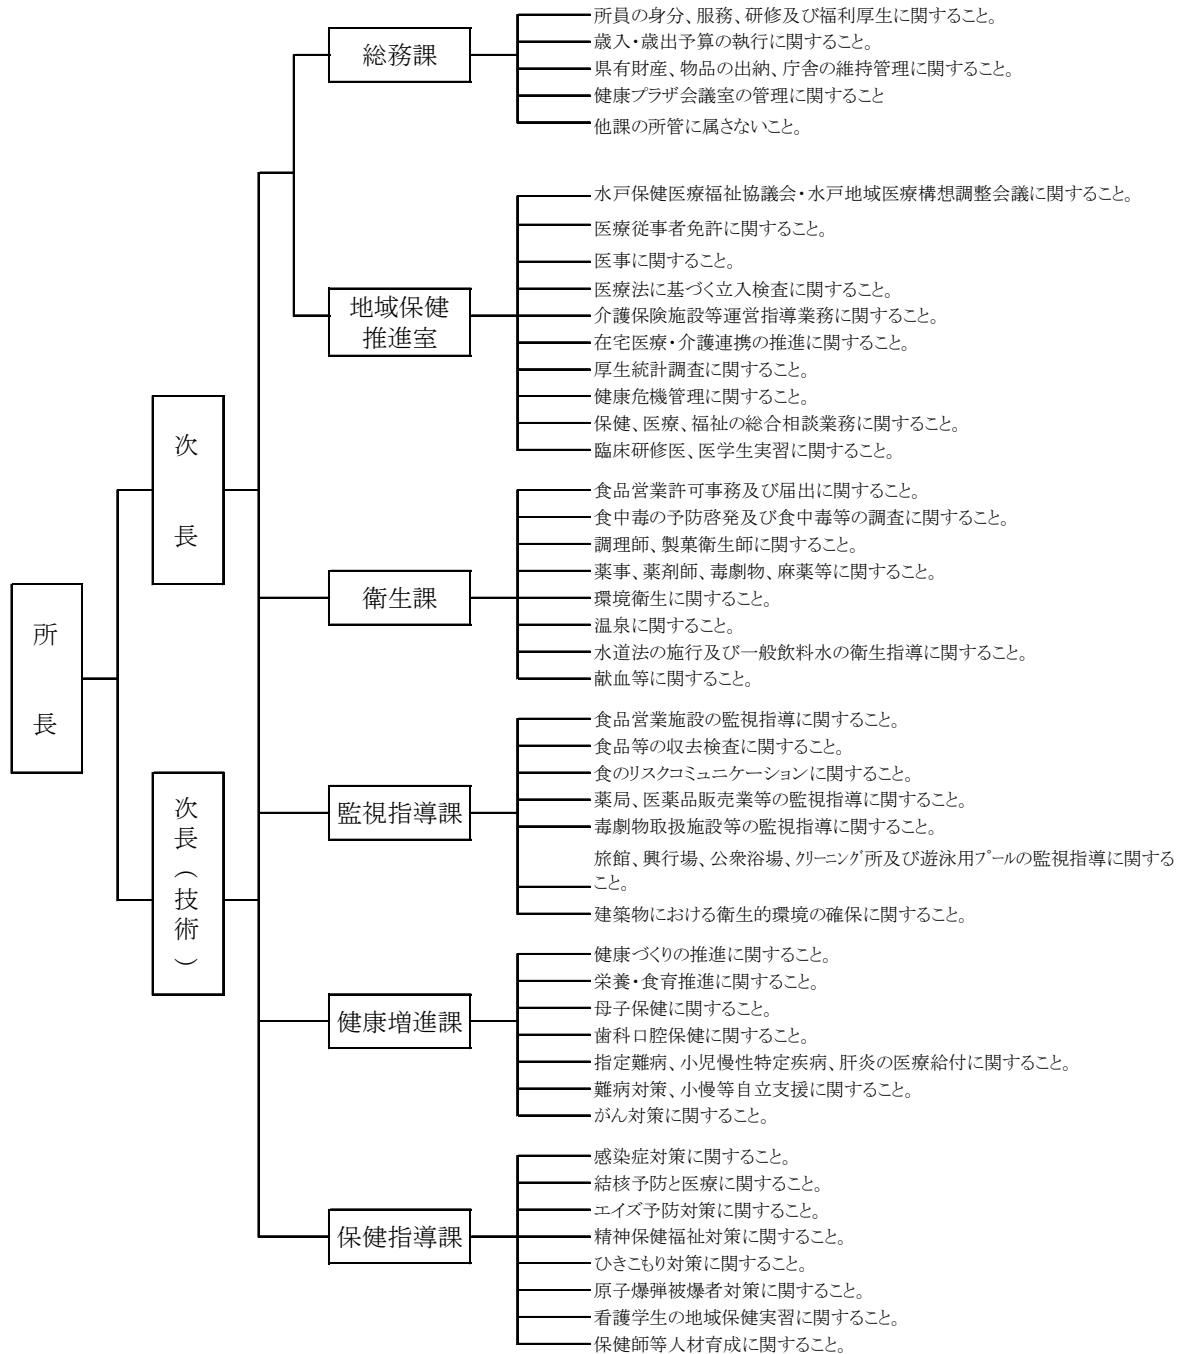 所長
次長
次長（技術）
総務課
所員の身分、服務、研修及び福利厚生に関すること。
歳入・歳出予算の執行に関すること。
県有財産、物品の出納、庁舎の維持管理に関すること。
健康プラザ会議室の管理に関すること
他課の所管に属さないこと。
地域保健
推進室
水戸保健医療福祉協議会・水戸地域医療構想調整会議に関すること。
医療従事者免許に関すること。
医事に関すること。
医療法に基づく立入検査に関すること。
介護保険施設等運営指導業務に関すること。
在宅医療・介護連携の推進に関すること。
厚生統計調査に関すること。
健康危機管理に関すること。
保健、医療、福祉の総合相談業務に関すること。
臨床研修医、医学生実習に関すること。
衛生課
食品営業許可事務及び届出に関すること。
食中毒の予防啓発及び食中毒等の調査に関すること。
調理師、製菓衛生師に関すること。
薬事、薬剤師、毒劇物、麻薬等に関すること。
環境衛生に関すること。
温泉に関すること。
水道法の施行及び一般飲料水の衛生指導に関すること。
献血等に関すること。
監視指導課
食品営業施設の監視指導に関すること。
食品等の収去検査に関すること。
食のリスクコミュニケーションに関すること。
薬局、医薬品販売業等の監視指導に関すること。
毒劇物取扱施設等の監視指導に関すること。
旅館、興行場、公衆浴場、ｸﾘｰﾆﾝｸﾞ所及び遊泳用ﾌﾟｰﾙの監視指導に関する
こと。
建築物における衛生的環境の確保に関すること。
健康増進課
健康づくりの推進に関すること。
栄養・食育推進に関すること。
母子保健に関すること。
歯科口腔保健に関すること。
指定難病、小児慢性特定疾病、肝炎の医療給付に関すること。
難病対策、小慢等自立支援に関すること。
がん対策に関すること。
保健指導課
感染症対策に関すること。
結核予防と医療に関すること。
エイズ予防対策に関すること。
精神保健福祉対策に関すること。
ひきこもり対策に関すること。
原子爆弾被爆者対策に関すること。
看護学生の地域保健実習に関すること。
保健師等人材育成に関すること。